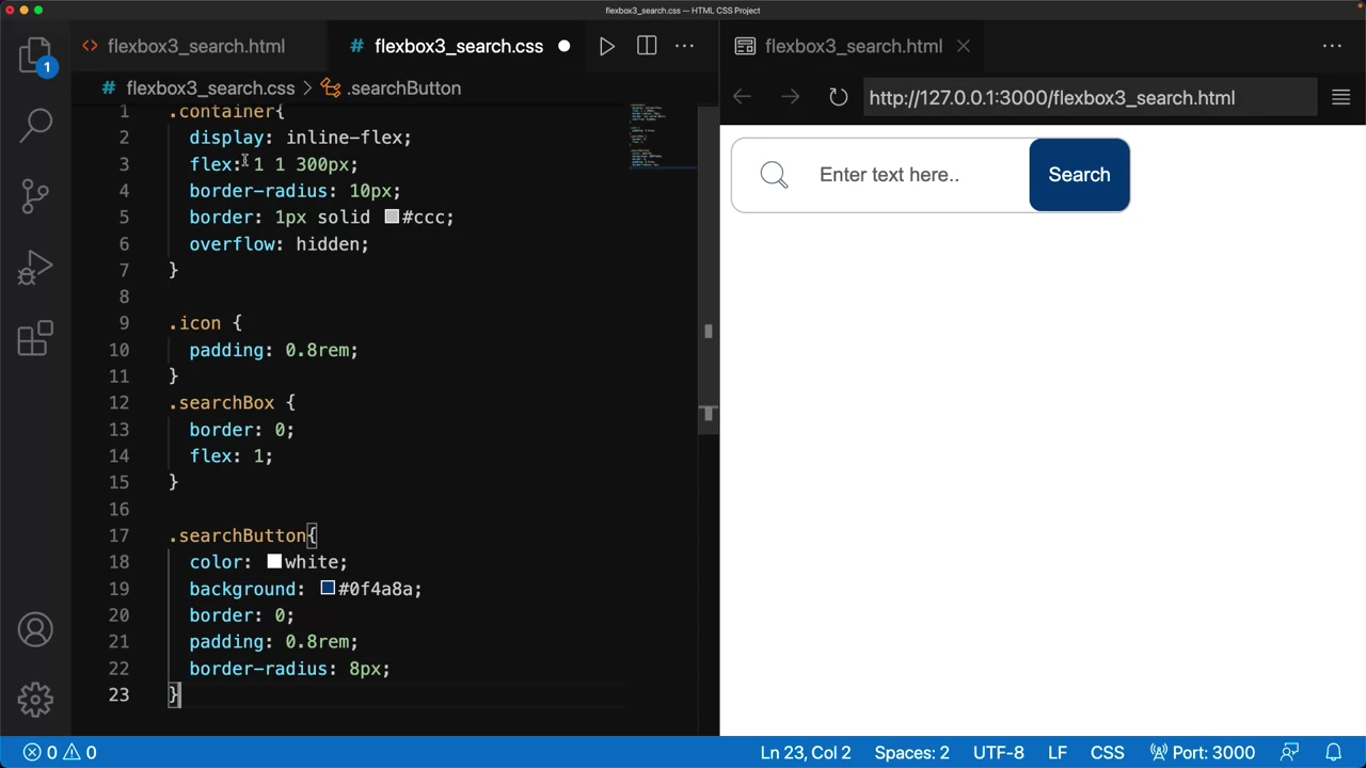 flexbox3_search.css — HTML CSS Project
1
<> flexbox3_search.html
# flexbox3_search.css
# flexbox3_search.css > .searchButton
1 .container{
2 display: inline-flex;
3 flex: 1 1 300px;
4 border-radius: 10px;
5 border: 1px solid #ccc;
6 overflow: hidden;
7 }
8
9 .icon {
10 padding: 0.8rem;
11 }
12 .searchBox {
13 border: 0;
14 flex: 1;
15 }
16
17 .searchButton{
18 color: white;
19 background: #0f4a8a;
20 border: 0;
21 padding: 0.8rem;
22 border-radius: 8px;
23 }
flexbox3_search.html
http://127.0.0.1:3000/flexbox3_search.html
Enter text here..
Search
0 0
Ln 23, Col 2 Spaces: 2 UTF-8 LF CSS Port: 3000